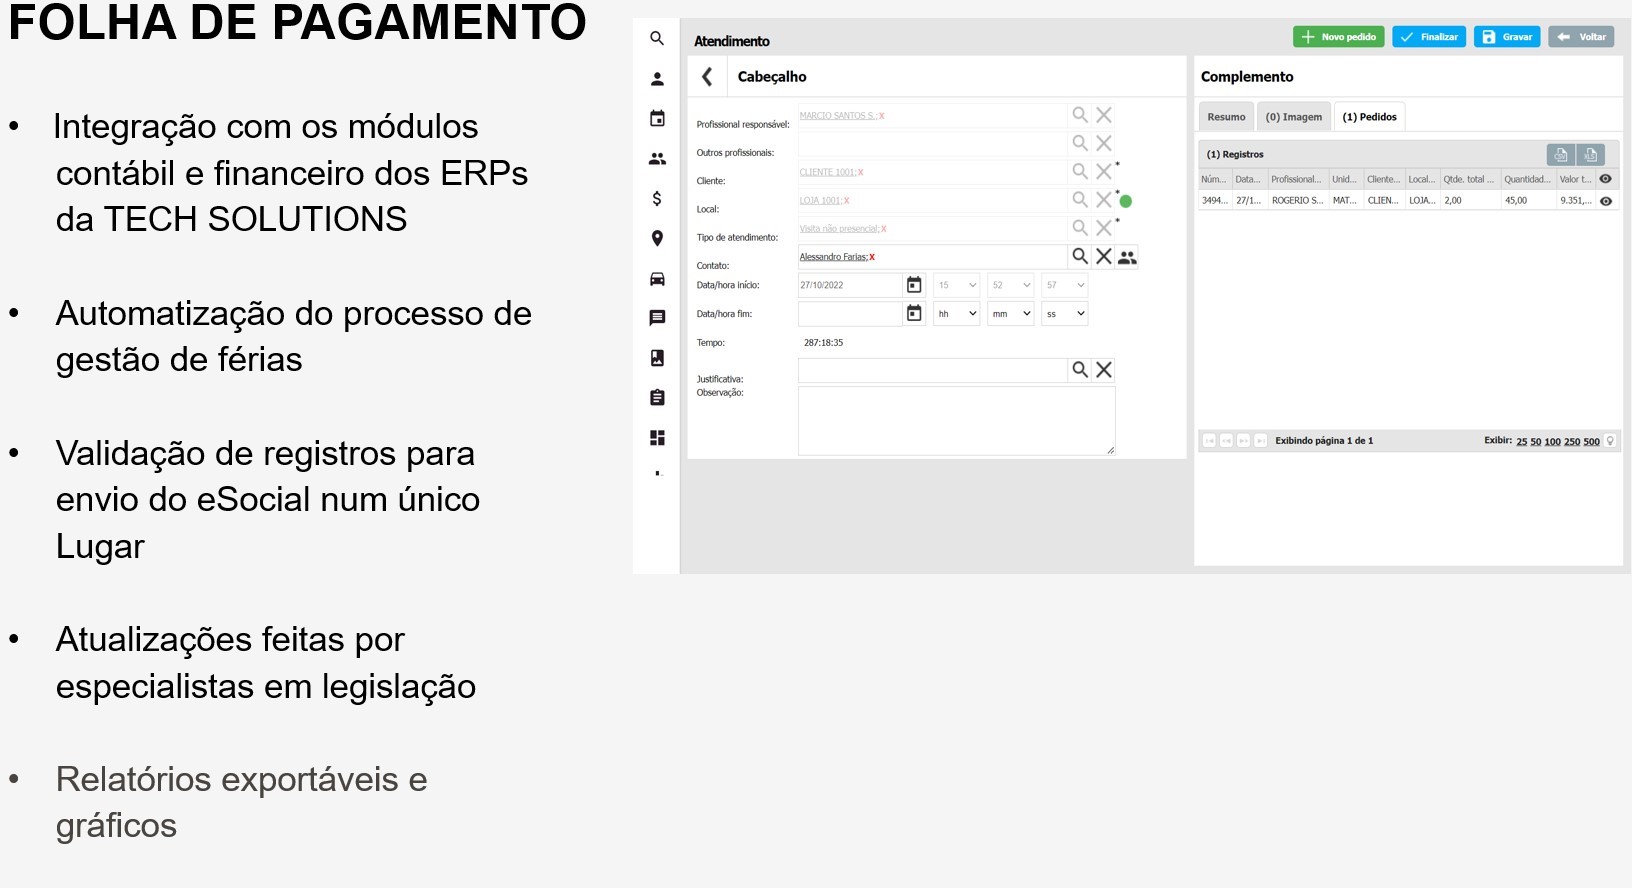 FOLHA DE PAGAMENTO
• Integração com os módulos
contábil e financeiro dos ERPs
da TECH SOLUTIONS
• Automatização do processo de
gestão de férias
• Validação de registros para
envio do eSocial num único
Lugar
• Atualizações feitas por
especialistas em legislação
• Relatórios exportáveis e
gráficos
Atendimento
Novo pedido Finalizar Gravar Voltar
Cabeçalho
Profissional responsável: MARCIO SANTOS S.;X
Outros profissionais:
Cliente: CLIENTE 1001;X *
Local: LOJA 1001;X *
Tipo de atendimento: Visita não presencial;X *
Contato: Alessandro Farias;X
Data/hora início: 27/10/2022 15 52 57
Data/hora fim: hh mm ss
Tempo: 287:18:35
Justificativa:
Observação:
Complemento
Resumo (0) Imagem (1) Pedidos
(1) Registros CSV XLS
Núm... Data... Profissional... Unid... Cliente... Local... Qtde. total ... Quantidad... Valor t...
3494... 27/1... ROGERIO S... MAT... CLIEN... LOJA... 2,00 45,00 9.351,...
Exibindo página 1 de 1 Exibir: 25 50 100 250 500